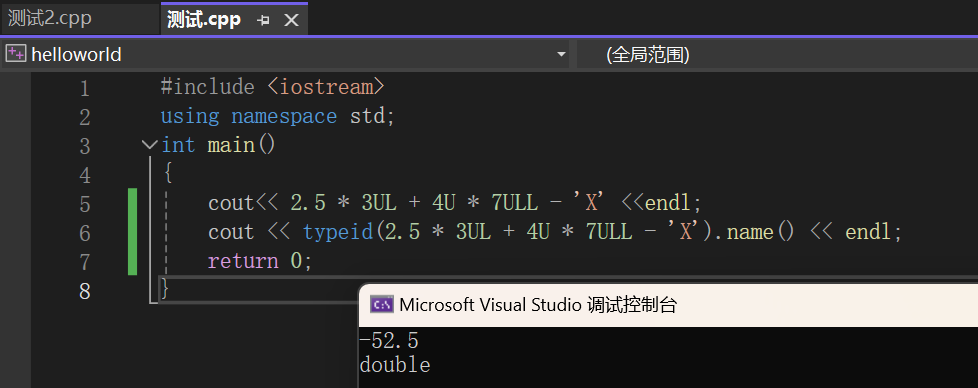 测试2.cpp 测试.cpp
helloworld (全局范围)
1 #include <iostream>
2 using namespace std;
3 int main()
4 {
5 cout<< 2.5 * 3UL + 4U * 7ULL - 'X' <<endl;
6 cout << typeid(2.5 * 3UL + 4U * 7ULL - 'X').name() << endl;
7 return 0;
8 }
Microsoft Visual Studio 调试控制台
-52.5
double